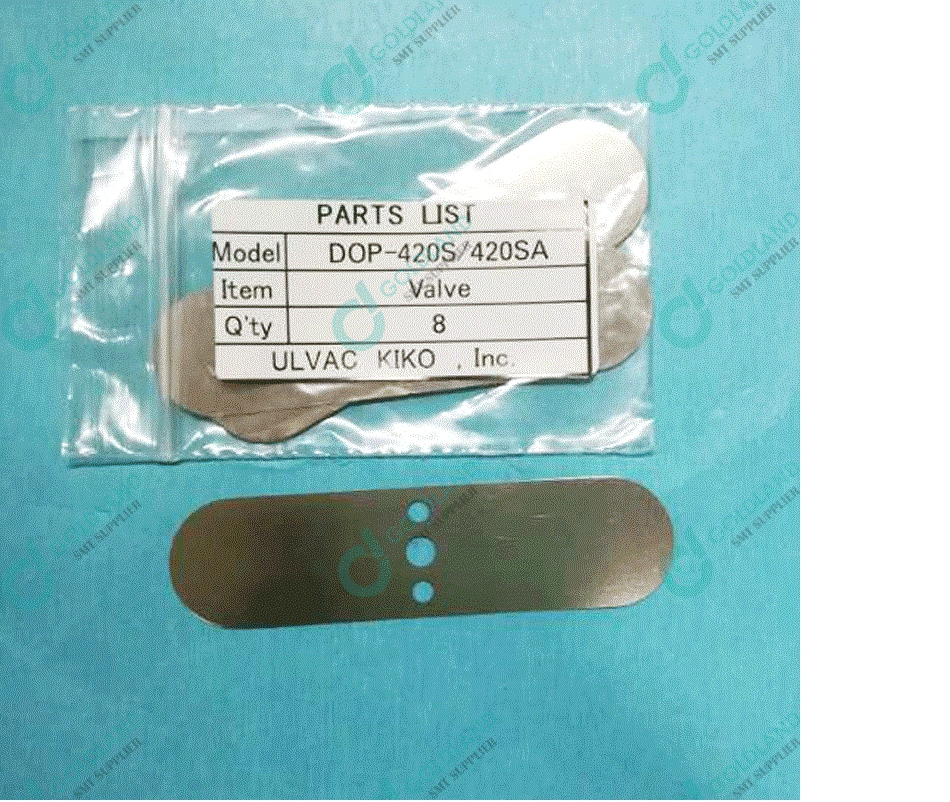 PARTS LIST
Model DOP-420S/420SA
Item Valve
Q'ty 8
ULVAC KIKO , Inc.
GOLDLAND
SMT SUPPLIER